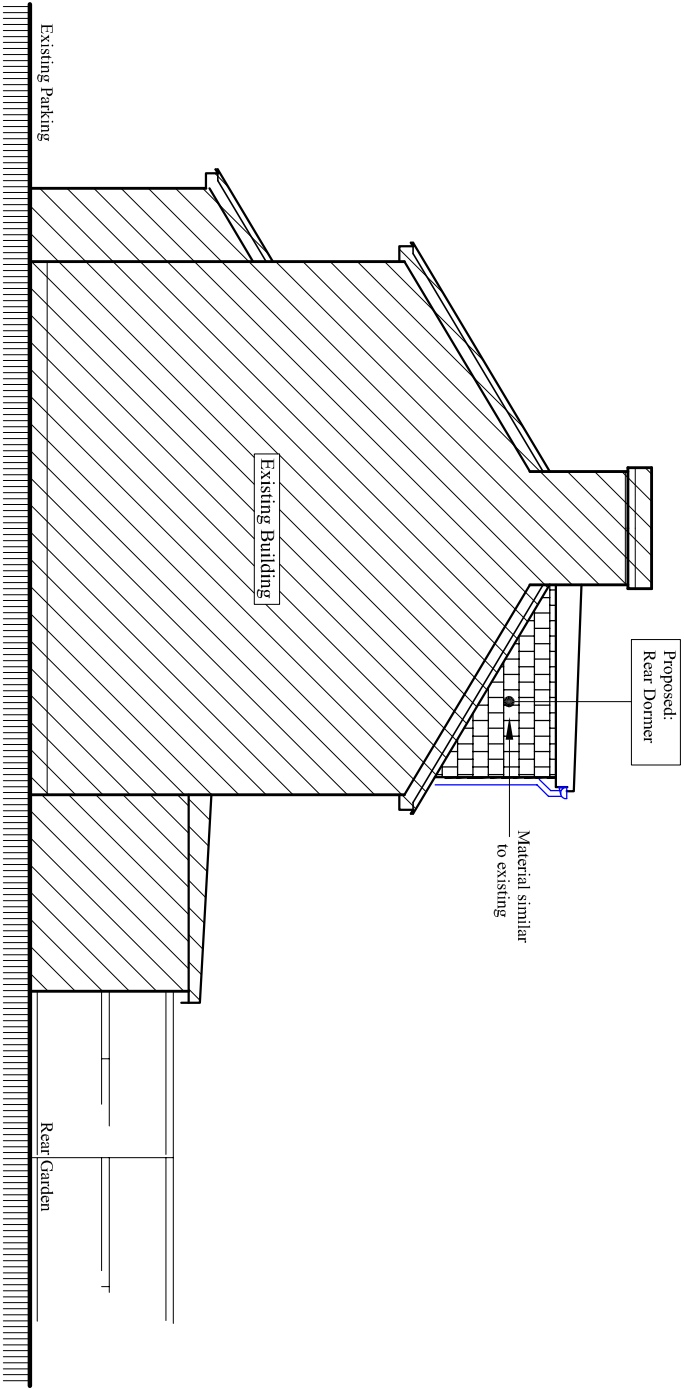 Proposed:
Rear Dormer
Material similar
to existing
Existing Building
Existing Parking
Rear Garden